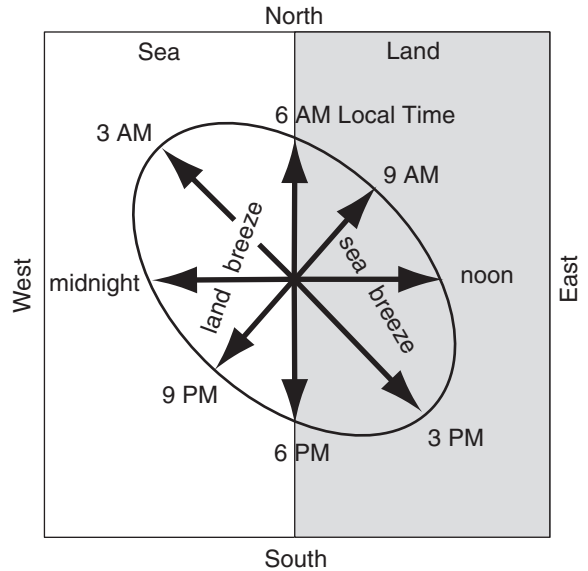 North
Sea
Land
6 AM Local Time
3 AM
9 AM
land breeze
sea breeze
West
midnight
noon
East
9 PM
3 PM
6 PM
South